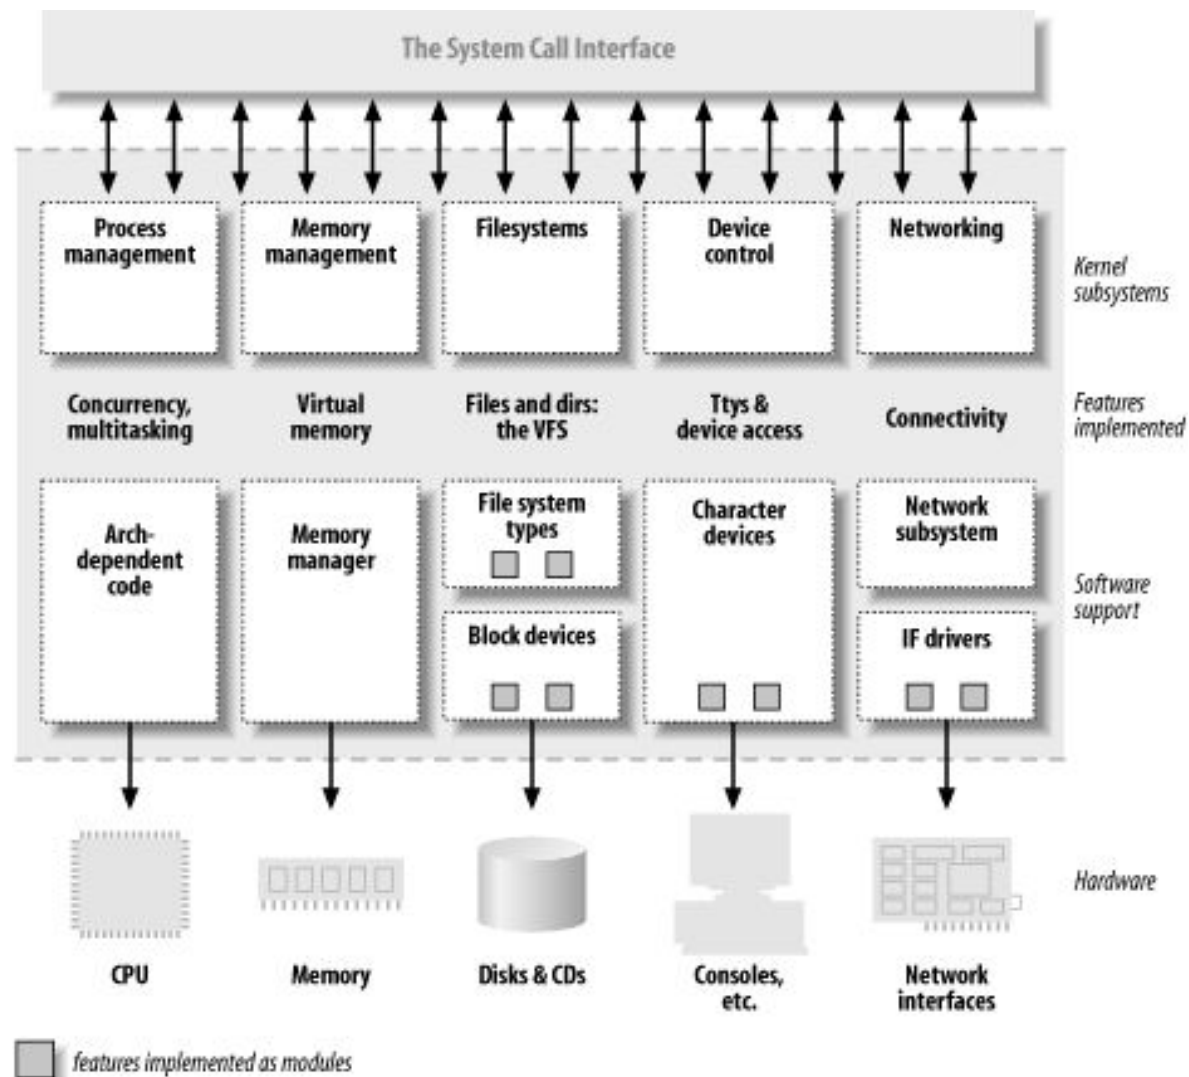 The System Call Interface
Process
management
Memory
management
Filesystems
Device
control
Networking
Kernel
subsystems
Concurrency,
multitasking
Virtual
memory
Files and dirs:
the VFS
Ttys &
device access
Connectivity
Features
implemented
Arch-
dependent
code
Memory
manager
File system
types
Block devices
Character
devices
Network
subsystem
IF drivers
Software
support
Hardware
CPU
Memory
Disks & CDs
Consoles,
etc.
Network
interfaces
features implemented as modules